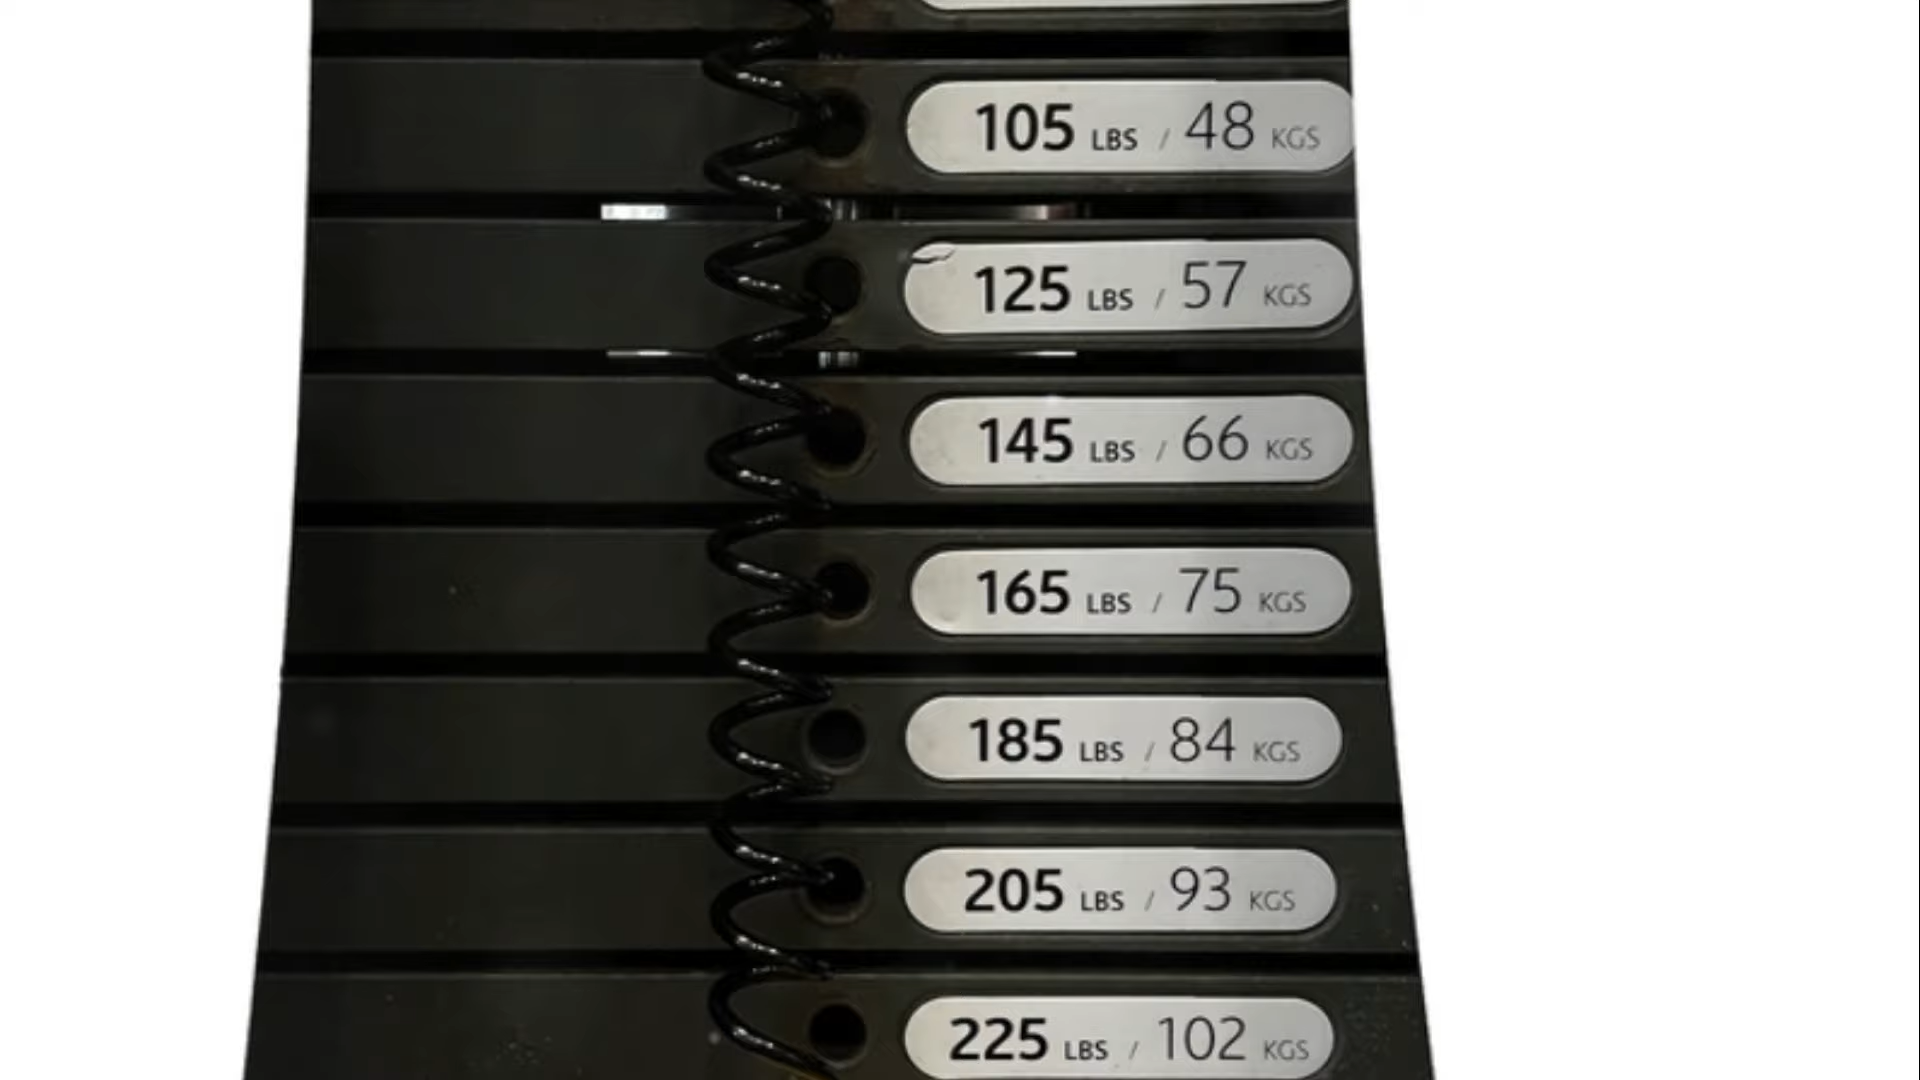 105 LBS / 48 KGS
125 LBS / 57 KGS
145 LBS / 66 KGS
165 LBS / 75 KGS
185 LBS / 84 KGS
205 LBS / 93 KGS
225 LBS / 102 KGS